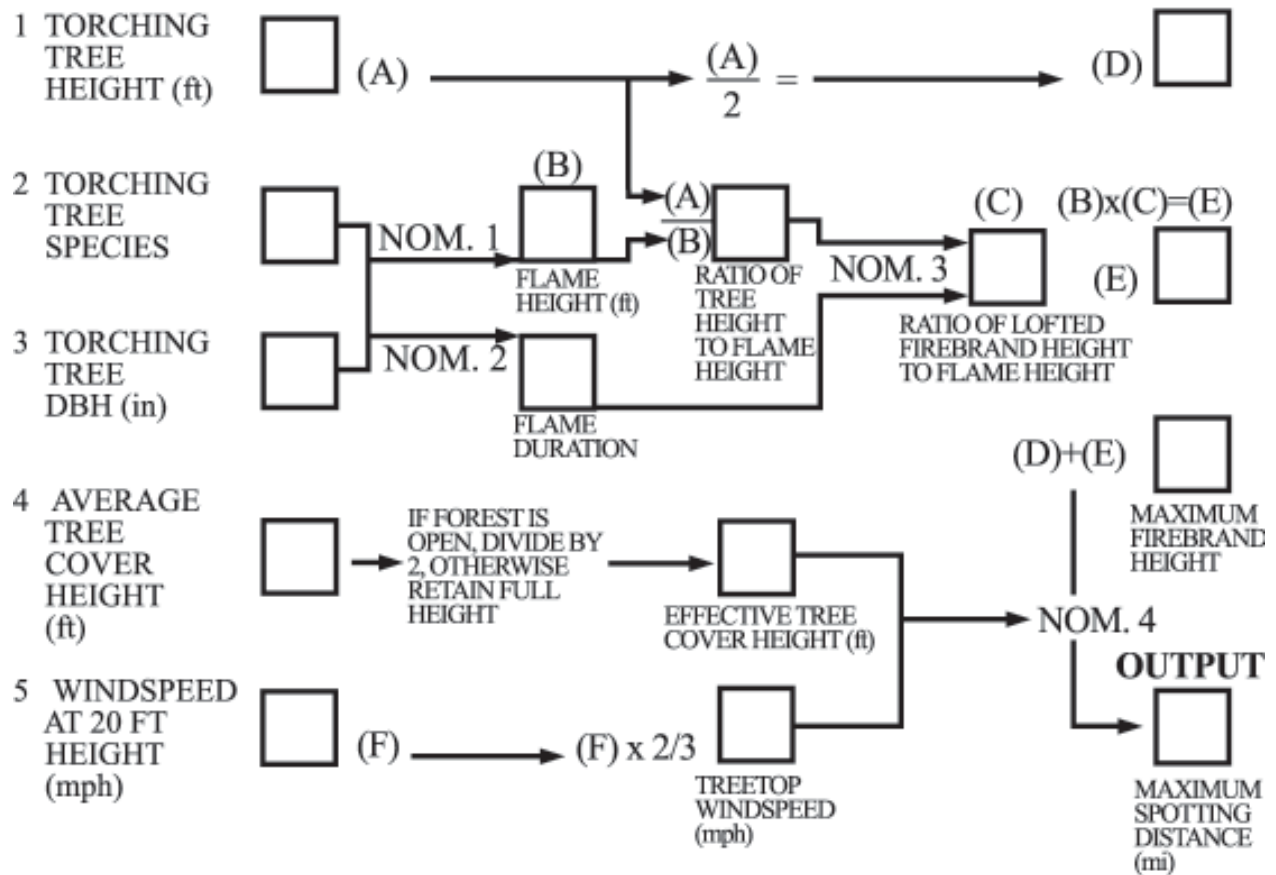 1 TORCHING
TREE
HEIGHT (ft)
(A)
(A)
2
=
(D)
2 TORCHING
TREE
SPECIES
NOM. 1
(B)
FLAME
HEIGHT (ft)
(A)
(B)
RATIO OF
TREE
HEIGHT
TO FLAME
HEIGHT
NOM. 3
(C)
RATIO OF LOFTED
FIREBRAND HEIGHT
TO FLAME HEIGHT
(B)x(C)=(E)
(E)
3 TORCHING
TREE
DBH (in)
NOM. 2
FLAME
DURATION
(D)+(E)
MAXIMUM
FIREBRAND
HEIGHT
4 AVERAGE
TREE
COVER
HEIGHT
(ft)
IF FOREST IS
OPEN, DIVIDE BY
2, OTHERWISE
RETAIN FULL
HEIGHT
EFFECTIVE TREE
COVER HEIGHT (ft)
NOM. 4
5 WINDSPEED
AT 20 FT
HEIGHT
(mph)
(F)
(F) x 2/3
TREETOP
WINDSPEED
(mph)
OUTPUT
MAXIMUM
SPOTTING
DISTANCE
(mi)